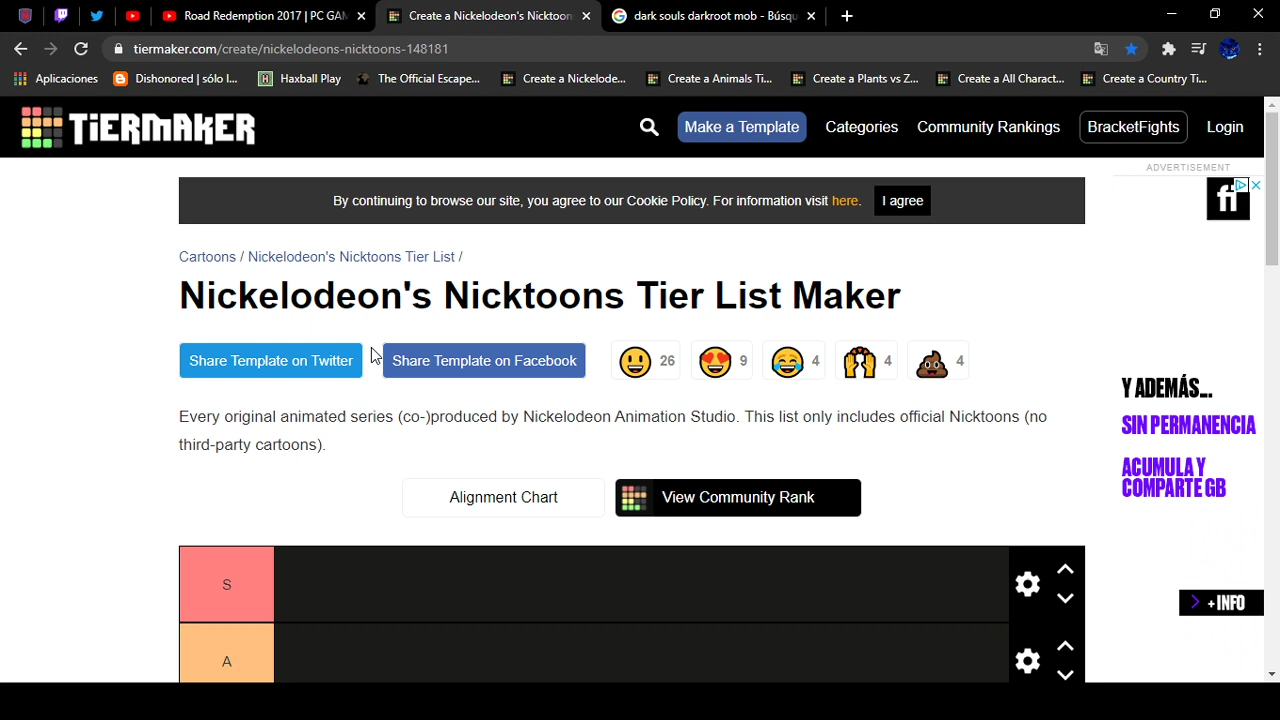 Road Redemption 2017 | PC GAM
Create a Nickelodeon's Nicktoon
dark souls darkroot mob - Búsqu
tiermaker.com/create/nickelodeons-nicktoons-148181
Aplicaciones
Dishonored | sólo l...
Haxball Play
The Official Escape...
Create a Nickelode...
Create a Animals Ti...
Create a Plants vs Z...
Create a All Charact...
Create a Country Ti...
TiERMAKER
Make a Template
Categories
Community Rankings
BracketFights
Login
ADVERTISEMENT
By continuing to browse our site, you agree to our Cookie Policy. For information visit here.
I agree
fi
Cartoons / Nickelodeon's Nicktoons Tier List /
Nickelodeon's Nicktoons Tier List Maker
Share Template on Twitter
Share Template on Facebook
26
9
4
4
4
Every original animated series (co-)produced by Nickelodeon Animation Studio. This list only includes official Nicktoons (no
third-party cartoons).
Y ADEMÁS...
SIN PERMANENCIA
ACUMULA Y
COMPARTE GB
Alignment Chart
View Community Rank
S
> +INFO
A